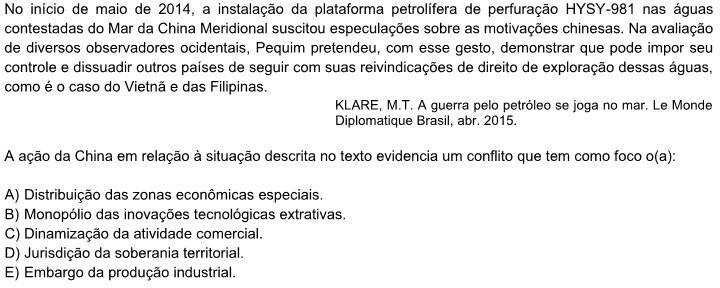 No início de maio de 2014, a instalação da plataforma petrolífera de perfuração HYSY-981 nas águas
contestadas do Mar da China Meridional suscitou especulações sobre as motivações chinesas. Na avaliação
de diversos observadores ocidentais, Pequim pretendeu, com esse gesto, demonstrar que pode impor seu
controle e dissuadir outros países de seguir com suas reivindicações de direito de exploração dessas águas,
como é o caso do Vietnã e das Filipinas.
KLARE, M.T. A guerra pelo petróleo se joga no mar. Le Monde
Diplomatique Brasil, abr. 2015.
A ação da China em relação à situação descrita no texto evidencia um conflito que tem como foco o(a):
A) Distribuição das zonas econômicas especiais.
B) Monopólio das inovações tecnológicas extrativas.
C) Dinamização da atividade comercial.
D) Jurisdição da soberania territorial.
E) Embargo da produção industrial.